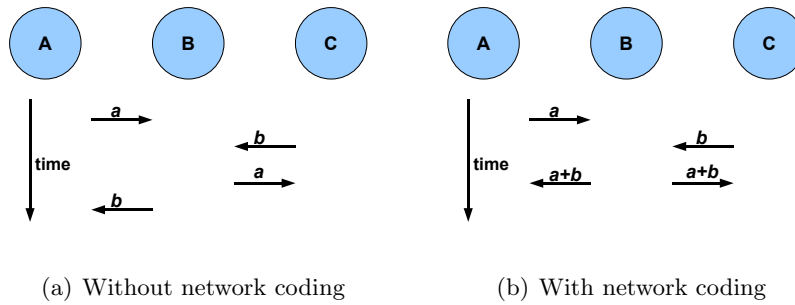 A B C A B C
a a
b b
time a time a+b a+b
b
(a) Without network coding (b) With network coding